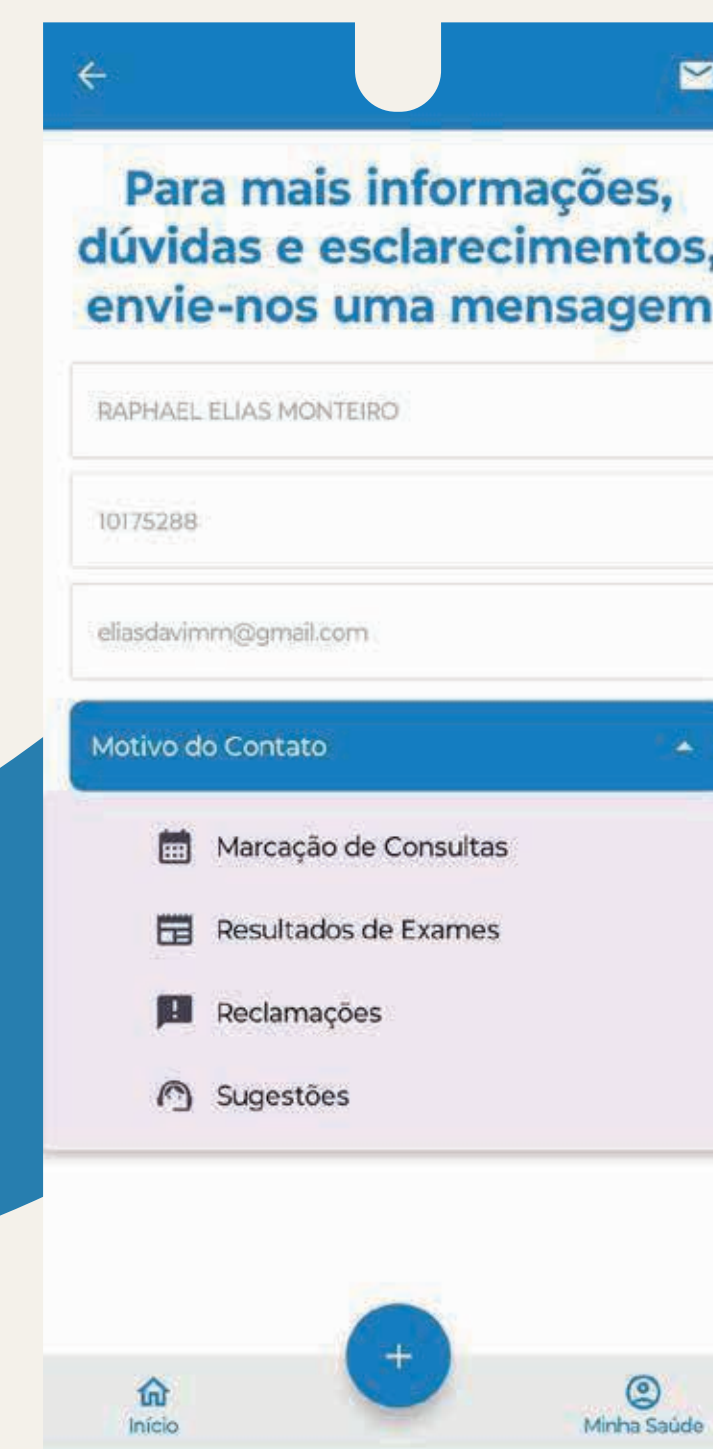 Para mais informações,
dúvidas e esclarecimentos,
envie-nos uma mensagem
RAPHAEL ELIAS MONTEIRO
10175288
eliasdavimm@gmail.com
Motivo do Contato
Marcação de Consultas
Resultados de Exames
Reclamações
Sugestões
+
Início
Minha Saúde